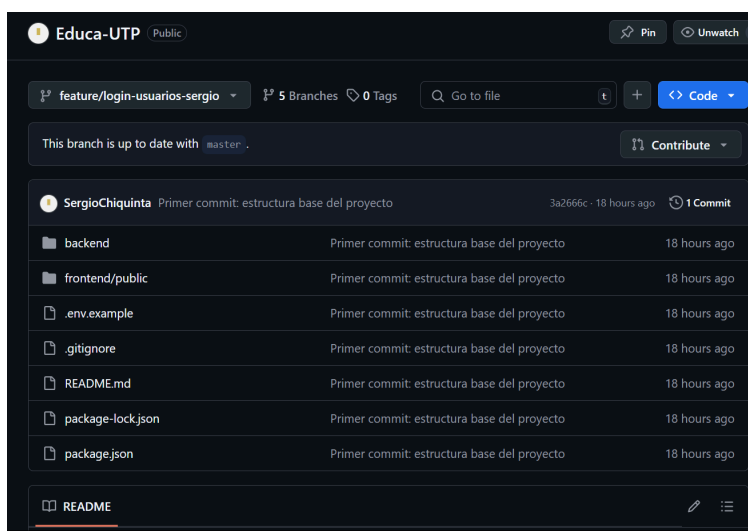 Educa-UTP Public Pin Unwatch
feature/login-usuarios-sergio 5 Branches 0 Tags Go to file t Code
This branch is up to date with master . Contribute
SergioChiquinta Primer commit: estructura base del proyecto 3a2666c · 18 hours ago 1 Commit
backend Primer commit: estructura base del proyecto 18 hours ago
frontend/public Primer commit: estructura base del proyecto 18 hours ago
.env.example Primer commit: estructura base del proyecto 18 hours ago
.gitignore Primer commit: estructura base del proyecto 18 hours ago
README.md Primer commit: estructura base del proyecto 18 hours ago
package-lock.json Primer commit: estructura base del proyecto 18 hours ago
package.json Primer commit: estructura base del proyecto 18 hours ago
README